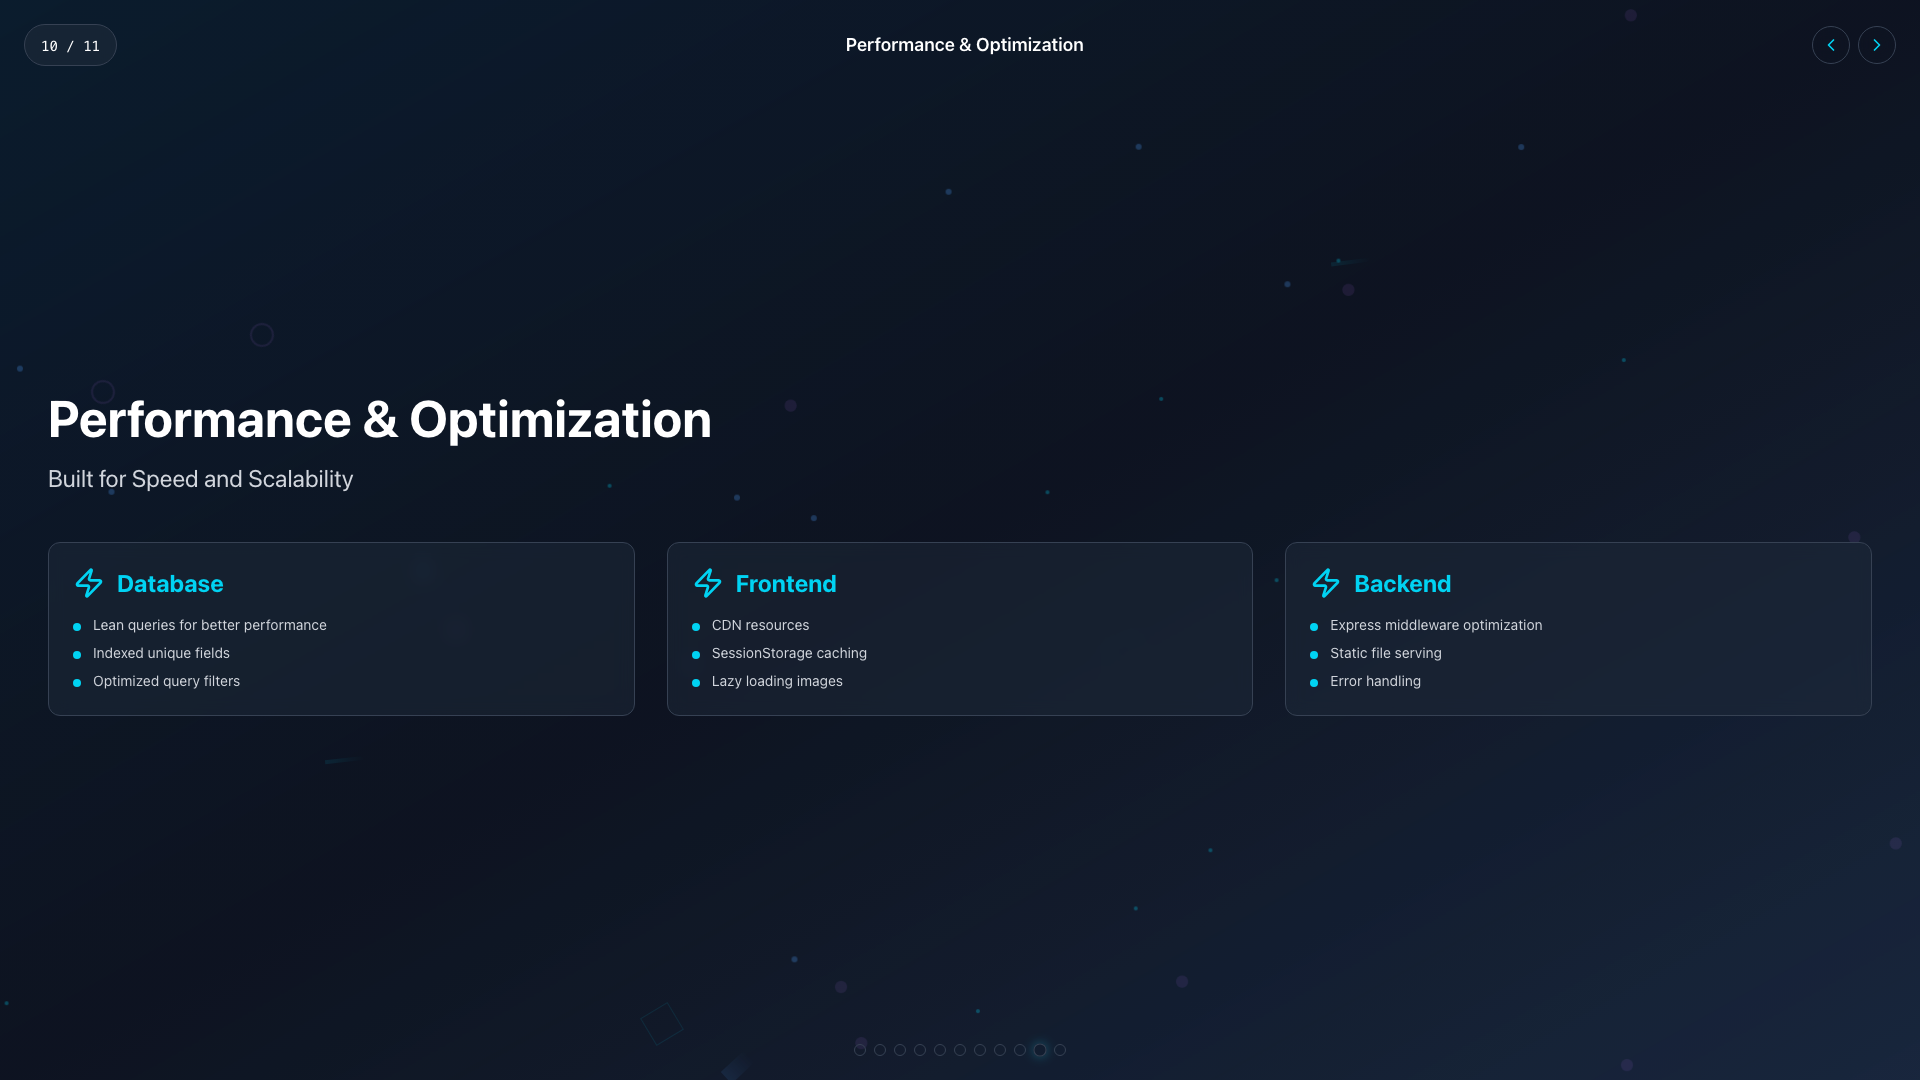 10 / 11
Performance & Optimization
Performance & Optimization
Built for Speed and Scalability
Database
Lean queries for better performance
Indexed unique fields
Optimized query filters
Frontend
CDN resources
SessionStorage caching
Lazy loading images
Backend
Express middleware optimization
Static file serving
Error handling